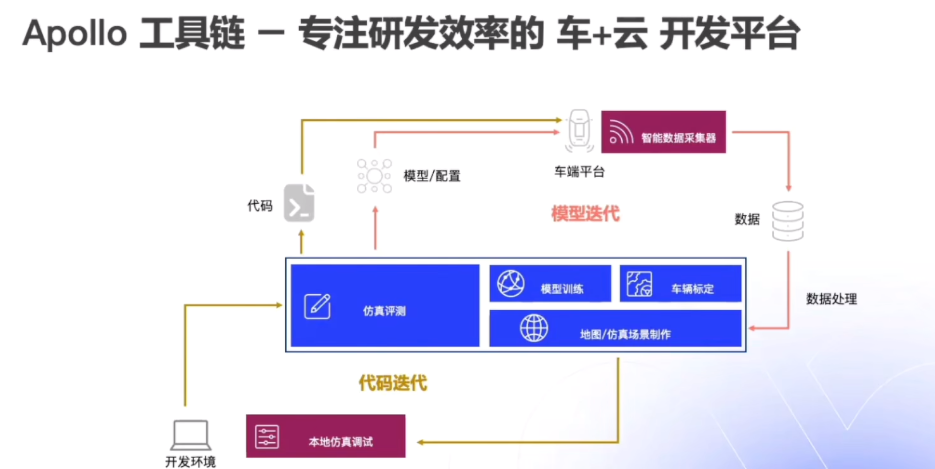 Apollo 工具链 — 专注研发效率的 车+云 开发平台
智能数据采集器
车端平台
模型/配置
代码
模型迭代
数据
模型训练
车辆标定
仿真评测
数据处理
地图/仿真场景制作
代码迭代
本地仿真调试
开发环境